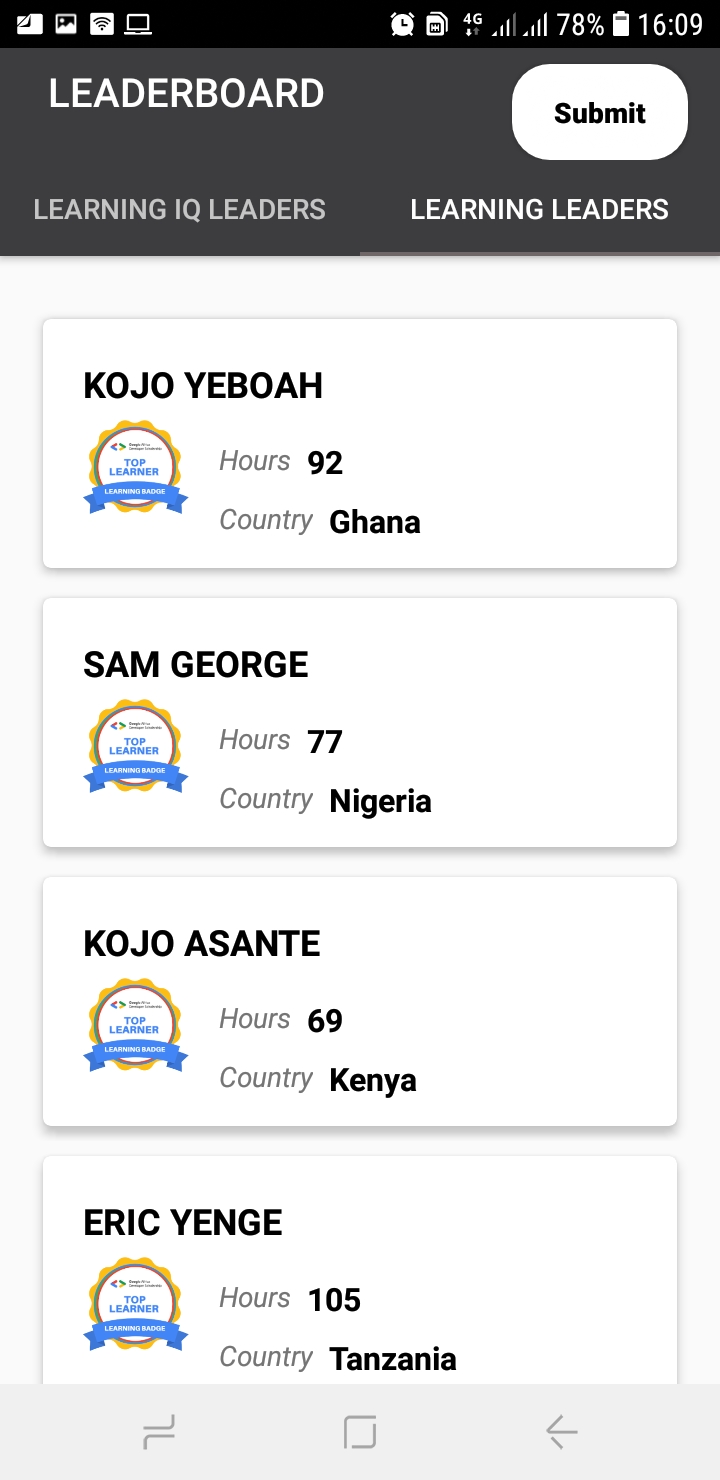 4G 78% 16:09
LEADERBOARD
Submit
LEARNING IQ LEADERS LEARNING LEADERS
KOJO YEBOAH
Google Africa
Developer Scholarship
TOP
LEARNER
LEARNING BADGE
Hours 92
Country Ghana
SAM GEORGE
Google Africa
Developer Scholarship
TOP
LEARNER
LEARNING BADGE
Hours 77
Country Nigeria
KOJO ASANTE
Google Africa
Developer Scholarship
TOP
LEARNER
LEARNING BADGE
Hours 69
Country Kenya
ERIC YENGE
Google Africa
Developer Scholarship
TOP
LEARNER
LEARNING BADGE
Hours 105
Country Tanzania